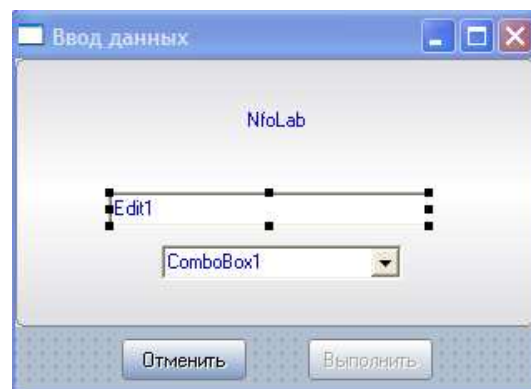 Ввод данных
NfoLab
Edit1
ComboBox1
Отменить
Выполнить